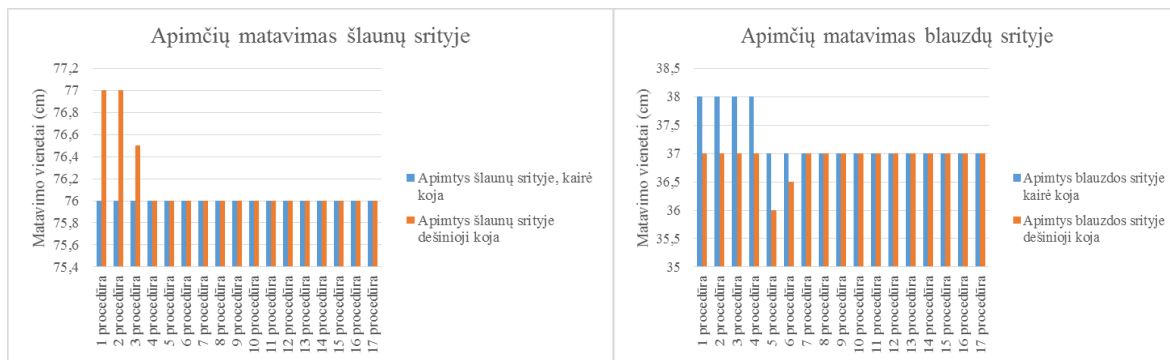 Apimčių matavimas šlaunų srityje
Matavimo vienetai (cm)
77,2
77
76,8
76,6
76,4
76,2
76
75,8
75,6
75,4
1 procedūra
2 procedūra
3 procedūra
4 procedūra
5 procedūra
6 procedūra
7 procedūra
8 procedūra
9 procedūra
10 procedūra
11 procedūra
12 procedūra
13 procedūra
14 procedūra
15 procedūra
16 procedūra
17 procedūra
Apimtys šlaunų srityje, kairė
koja
Apimtys šlaunų srityje
dešinioji koja
Apimčių matavimas blauzdų srityje
Matavimo vienetai (cm)
38,5
38
37,5
37
36,5
36
35,5
35
1 procedūra
2 procedūra
3 procedūra
4 procedūra
5 procedūra
6 procedūra
7 procedūra
8 procedūra
9 procedūra
10 procedūra
11 procedūra
12 procedūra
13 procedūra
14 procedūra
15 procedūra
16 procedūra
17 procedūra
Apimtys blauzdos srityje
kairė koja
Apimtys blauzdos srityje
dešinioji koja